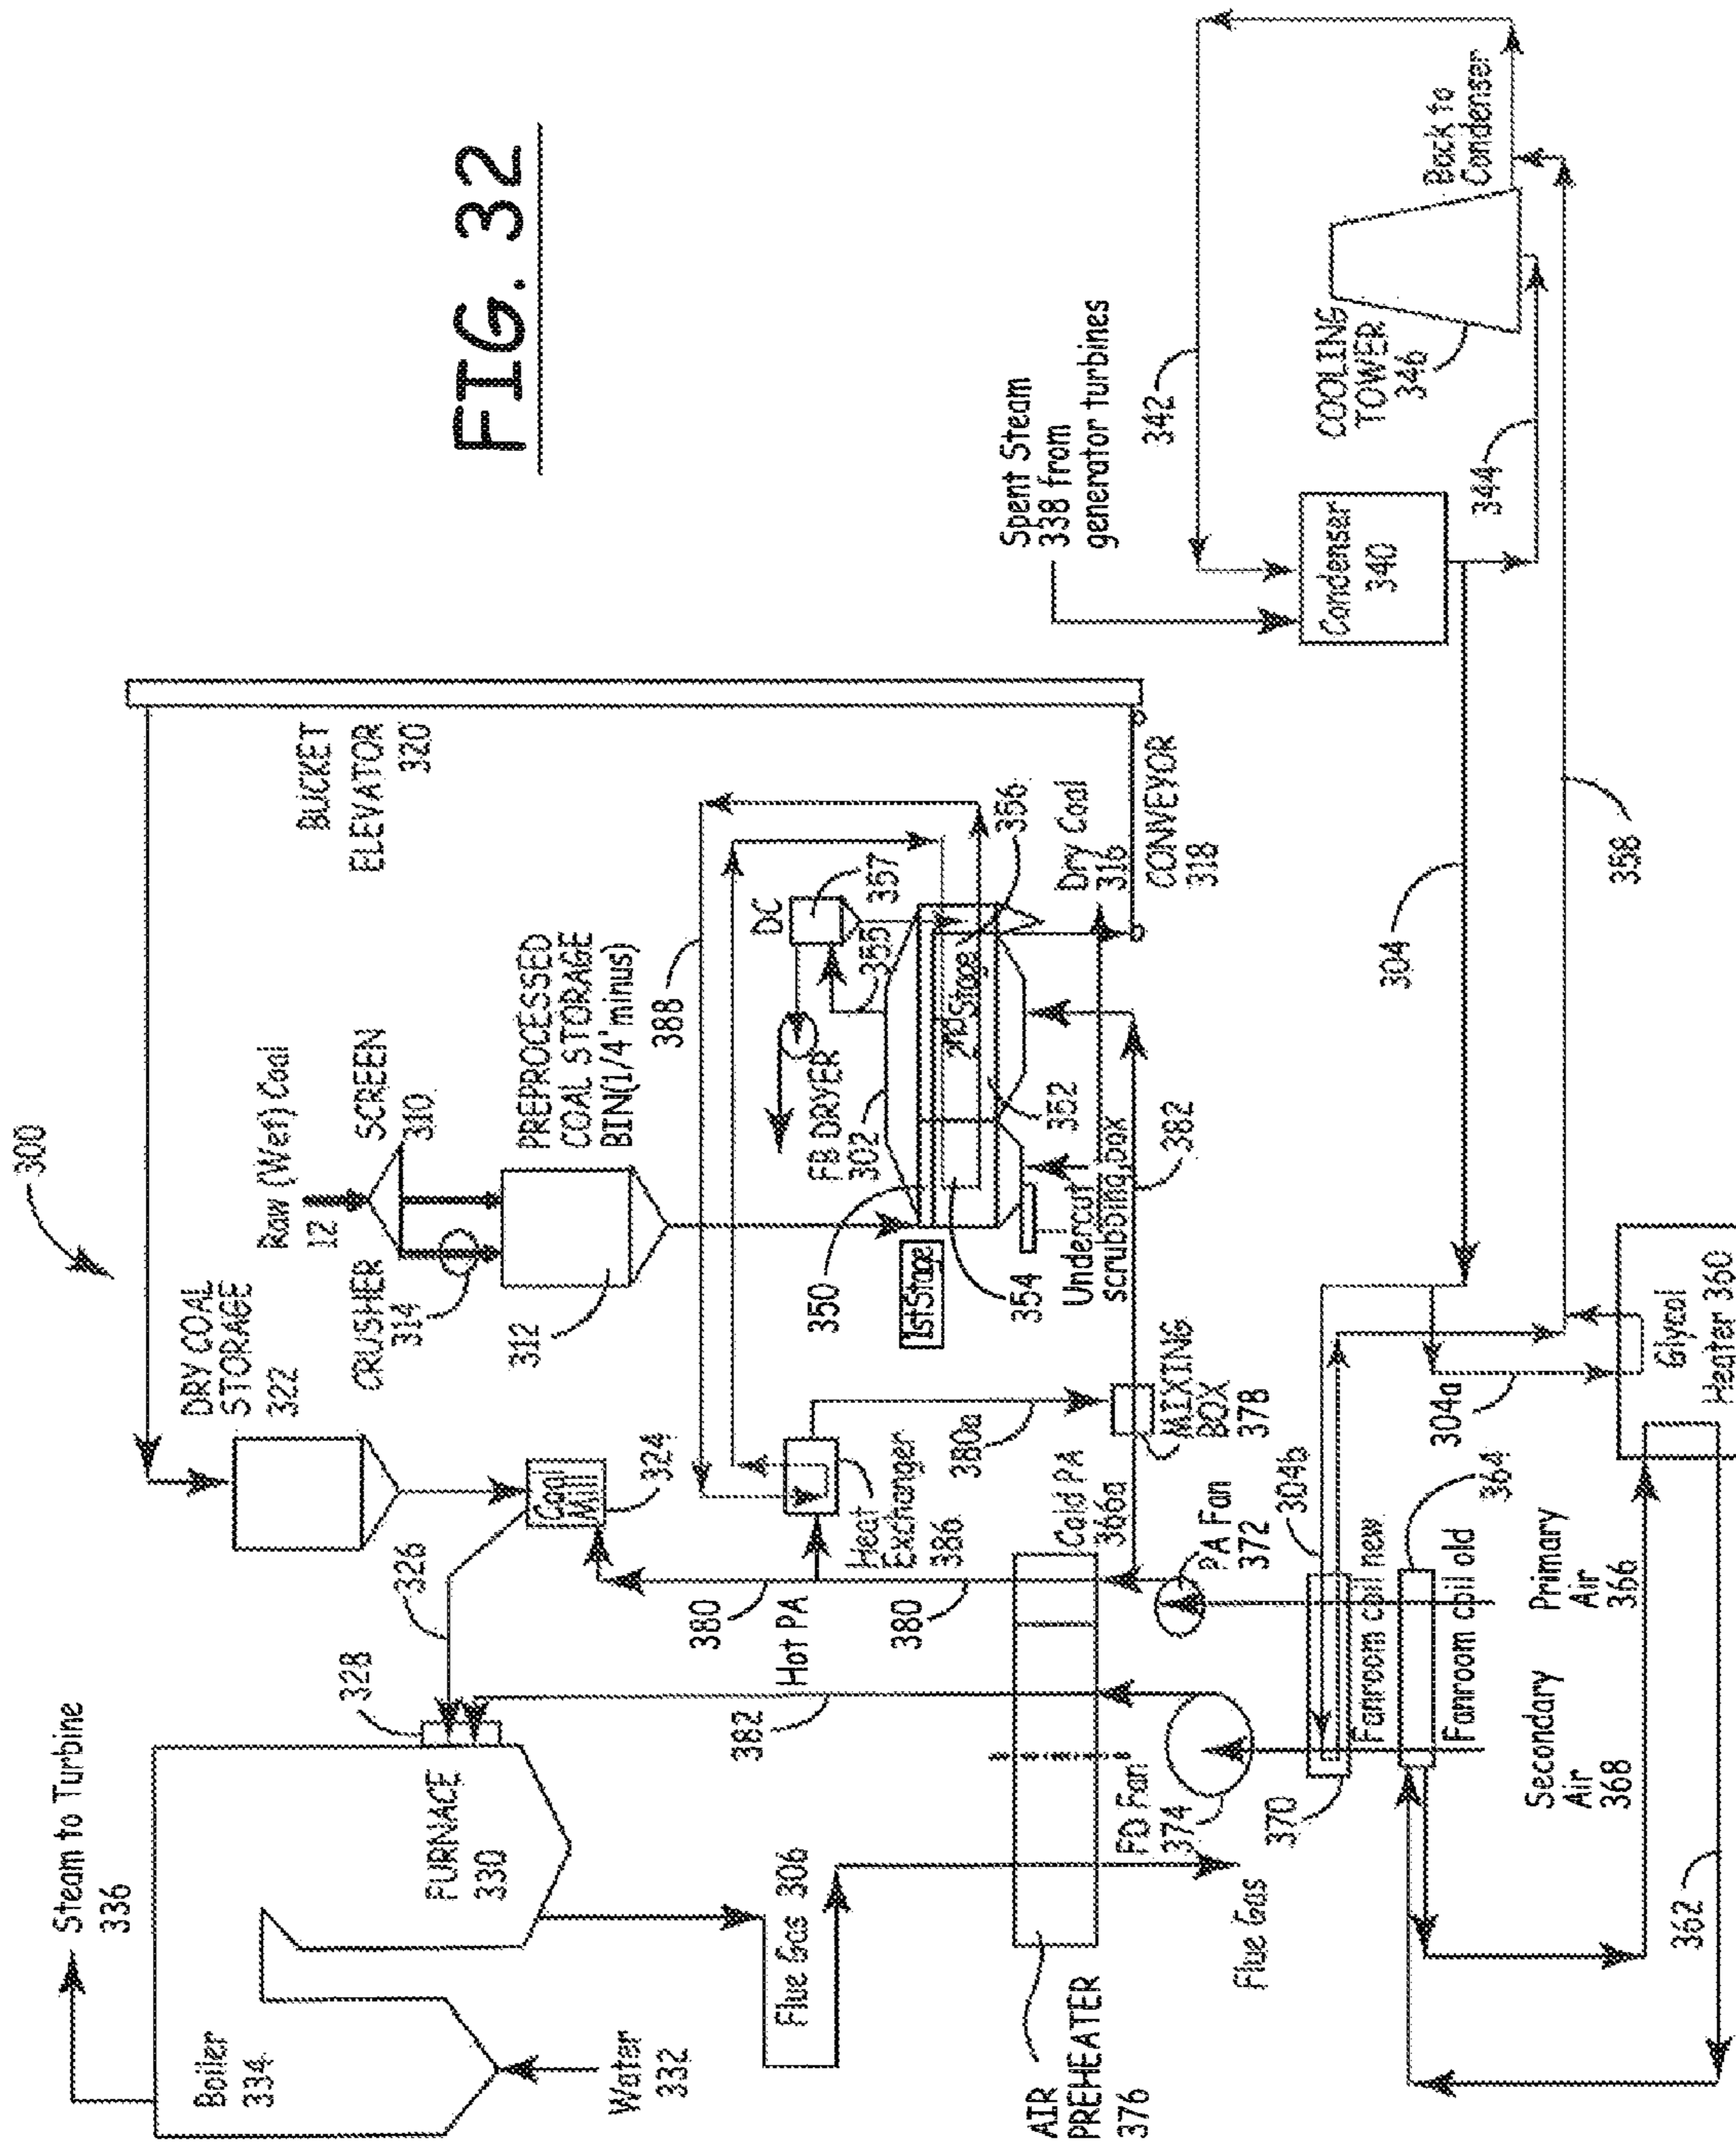 FIG. 32
300
Steam to Turbine
336
Boiler
334
Water
332
FURNACE
330
328
326
Flue Gas 306
AIR
PREHEATER
376
Flue Gas
FD Fan
374
382
Hot PA
380
380
DRY COAL
STORAGE
322
Coal
Mill
324
Heat
Exchanger
386
380a
Cold PA
366a
PA Fan
372
MIXING
BOX
378
Raw (Wet) Coal
12
SCREEN
310
CRUSHER
314
312
PREPROCESSED
COAL STORAGE
BIN(1/4" minus)
BUCKET
ELEVATOR
320
388
DC
357
355
FB DRYER
302
350
1stStage
2ndStage
354
352
356
Undercut
scrubbing box
382
Dry Coal
316
CONVEYOR
318
Spent Steam
338 from
generator turbines
342
Condenser
340
COOLING
TOWER
346
Back to
Condenser
344
304
358
304a
304b
Glycol
Heater 360
364
Fanroom coil new
Fanroom coil old
Primary
Air
366
Secondary
Air
368
370
362